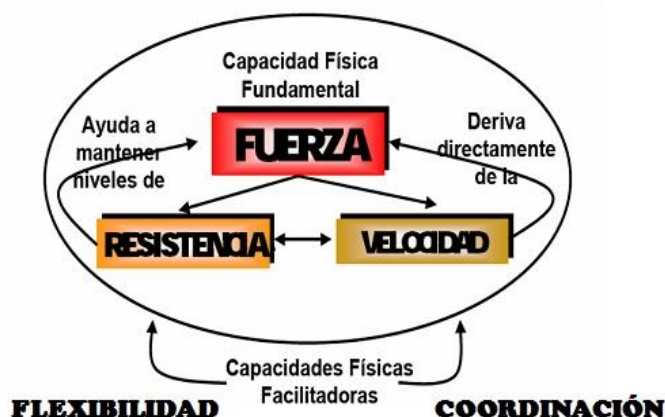 Capacidad Física
Fundamental
FUERZA
Ayuda a
mantener
niveles de
Deriva
directamente
de la
RESISTENCIA
VELOCIDAD
Capacidades Físicas
Facilitadoras
FLEXIBILIDAD
COORDINACIÓN